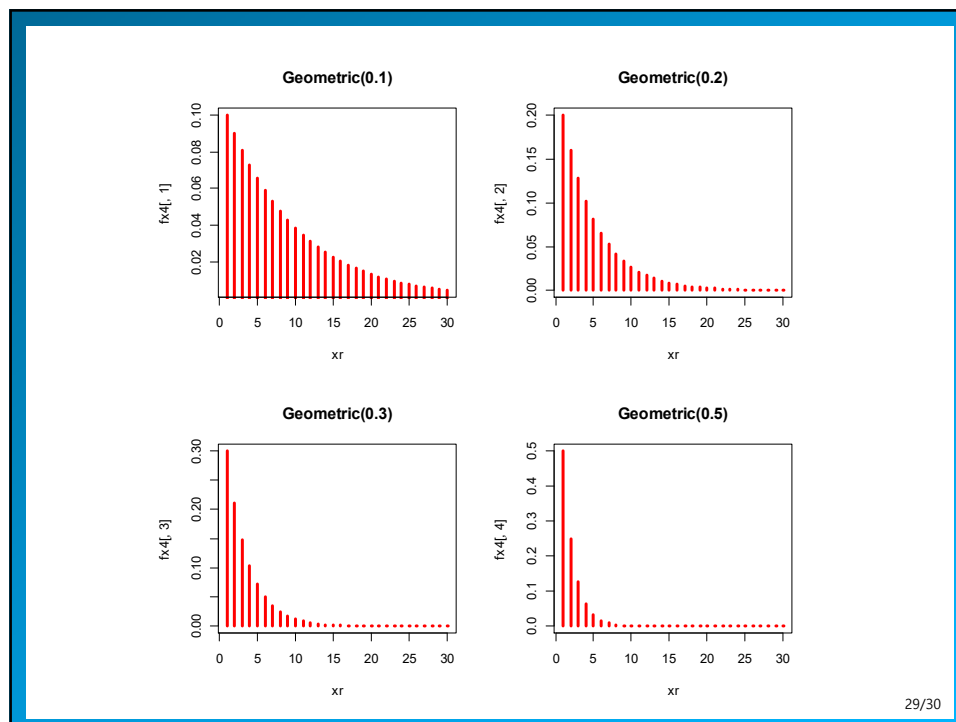 Geometric(0.1)
fx4[, 1]
0.10
0.08
0.06
0.04
0.02
0 5 10 15 20 25 30
xr
Geometric(0.2)
fx4[, 2]
0.20
0.15
0.10
0.05
0.00
0 5 10 15 20 25 30
xr
Geometric(0.3)
fx4[, 3]
0.30
0.20
0.10
0.00
0 5 10 15 20 25 30
xr
Geometric(0.5)
fx4[, 4]
0.5
0.4
0.3
0.2
0.1
0.0
0 5 10 15 20 25 30
xr
29/30